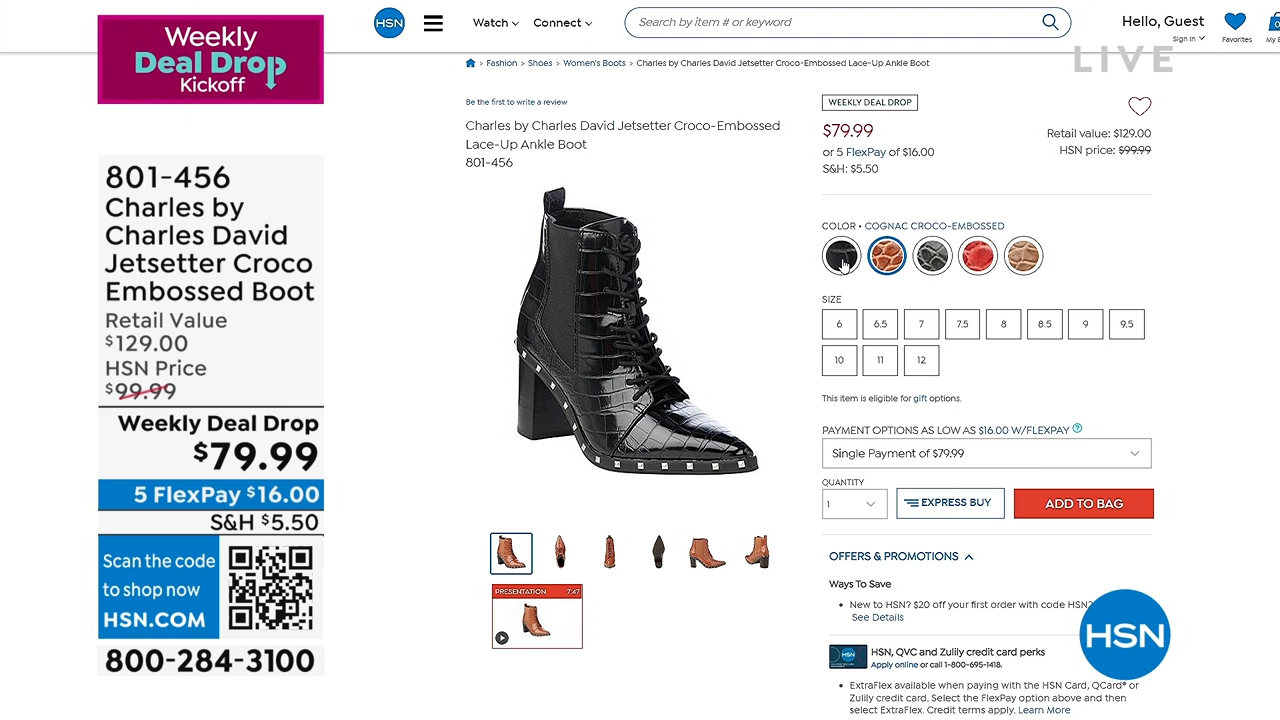 Weekly
Deal Drop
Kickoff
801-456
Charles by
Charles David
Jetsetter Croco
Embossed Boot
Retail Value
$129.00
HSN Price
$99.99
Weekly Deal Drop
$79.99
5 FlexPay $16.00
S&H $5.50
Scan the code
to shop now
HSN.COM
800-284-3100
HSN
Watch
Connect
Search by item # or keyword
Hello, Guest
Sign In
Favorites
0
LIVE
Fashion > Shoes > Women's Boots > Charles by Charles David Jetsetter Croco-Embossed Lace-Up Ankle Boot
Be the first to write a review
Charles by Charles David Jetsetter Croco-Embossed
Lace-Up Ankle Boot
801-456
PRESENTATION 7:47
WEEKLY DEAL DROP
$79.99
Retail value: $129.00
or 5 FlexPay of $16.00
HSN price: $99.99
S&H: $5.50
COLOR • COGNAC CROCO-EMBOSSED
SIZE
6 6.5 7 7.5 8 8.5 9 9.5
10 11 12
This item is eligible for gift options.
PAYMENT OPTIONS AS LOW AS $16.00 W/FLEXPAY ?
Single Payment of $79.99
QUANTITY
1
EXPRESS BUY
ADD TO BAG
OFFERS & PROMOTIONS
Ways To Save
• New to HSN? $20 off your first order with code
See Details
HSN
HSN
HSN, QVC and Zulily credit card perks
Apply online or call 1-800-695-1418.
• ExtraFlex available when paying with the HSN Card, QCard® or
Zulily credit card. Select the FlexPay option above and then
select ExtraFlex. Credit terms apply. Learn More